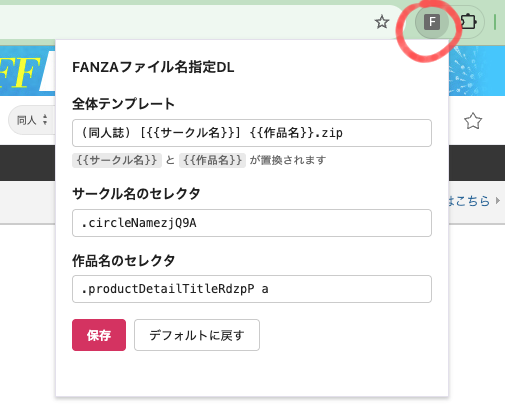 F
FF
FANZAファイル名指定DL
同人
全体テンプレート
(同人誌) [{{サークル名}}] {{作品名}}.zip
{{サークル名}} と {{作品名}} が置換されます
サークル名のセレクタ
はこちら
.circleNamezjQ9A
作品名のセレクタ
.productDetailTitleRdzpP a
保存
デフォルトに戻す